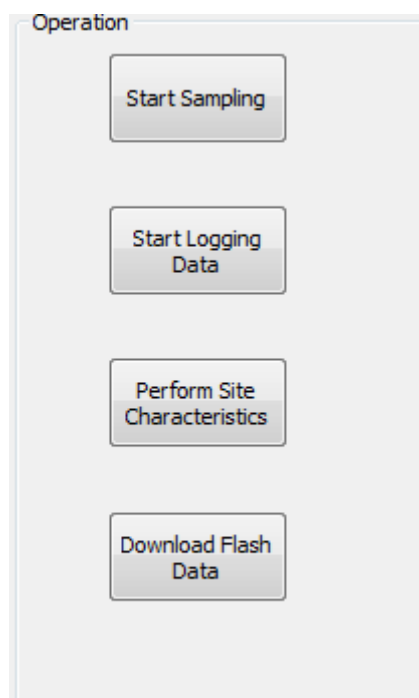 Operation
Start Sampling
Start Logging
Data
Perform Site
Characteristics
Download Flash
Data